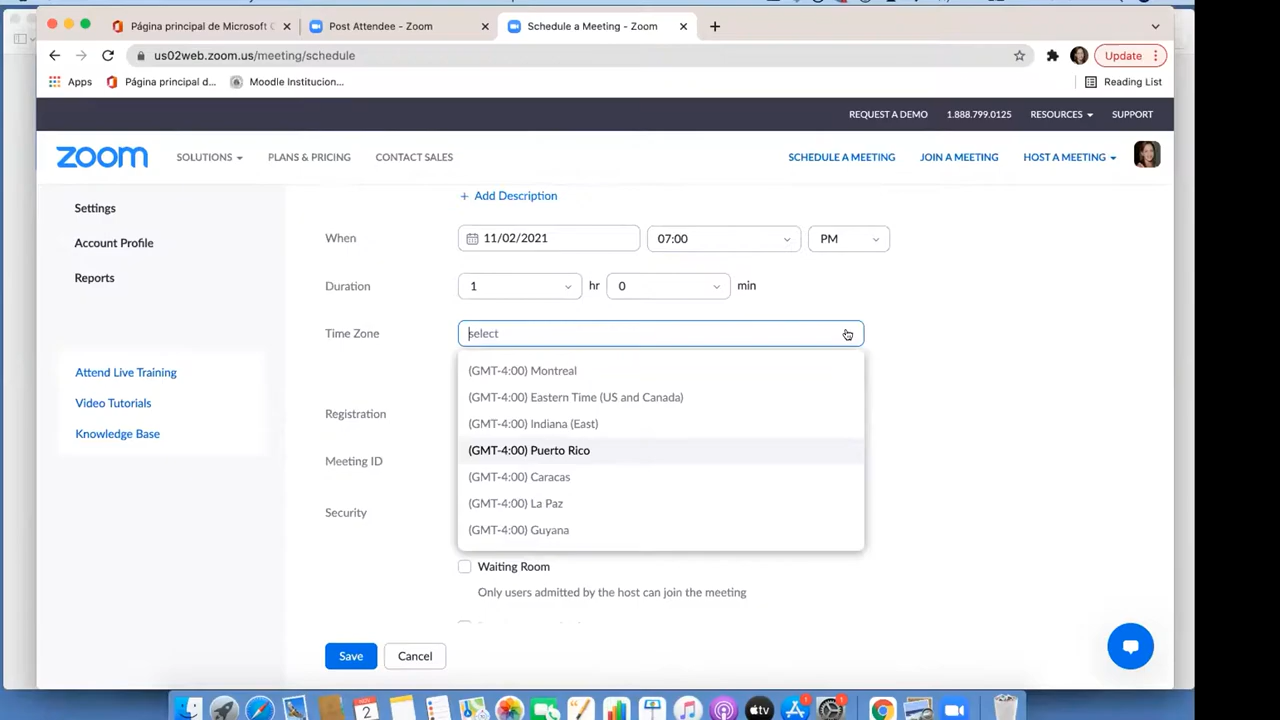 Página principal de Microsoft C
Post Attendee - Zoom
Schedule a Meeting - Zoom
us02web.zoom.us/meeting/schedule
Update
Apps
Página principal d...
Moodle Institucion...
Reading List
REQUEST A DEMO
1.888.799.0125
RESOURCES
SUPPORT
zoom
SOLUTIONS
PLANS & PRICING
CONTACT SALES
SCHEDULE A MEETING
JOIN A MEETING
HOST A MEETING
Settings
Account Profile
Reports
Attend Live Training
Video Tutorials
Knowledge Base
+ Add Description
When
11/02/2021
07:00
PM
Duration
1
hr
0
min
Time Zone
select
(GMT-4:00) Montreal
(GMT-4:00) Eastern Time (US and Canada)
(GMT-4:00) Indiana (East)
(GMT-4:00) Puerto Rico
(GMT-4:00) Caracas
(GMT-4:00) La Paz
(GMT-4:00) Guyana
Registration
Meeting ID
Security
Waiting Room
Only users admitted by the host can join the meeting
Save
Cancel
NOV
2
tv
1
1